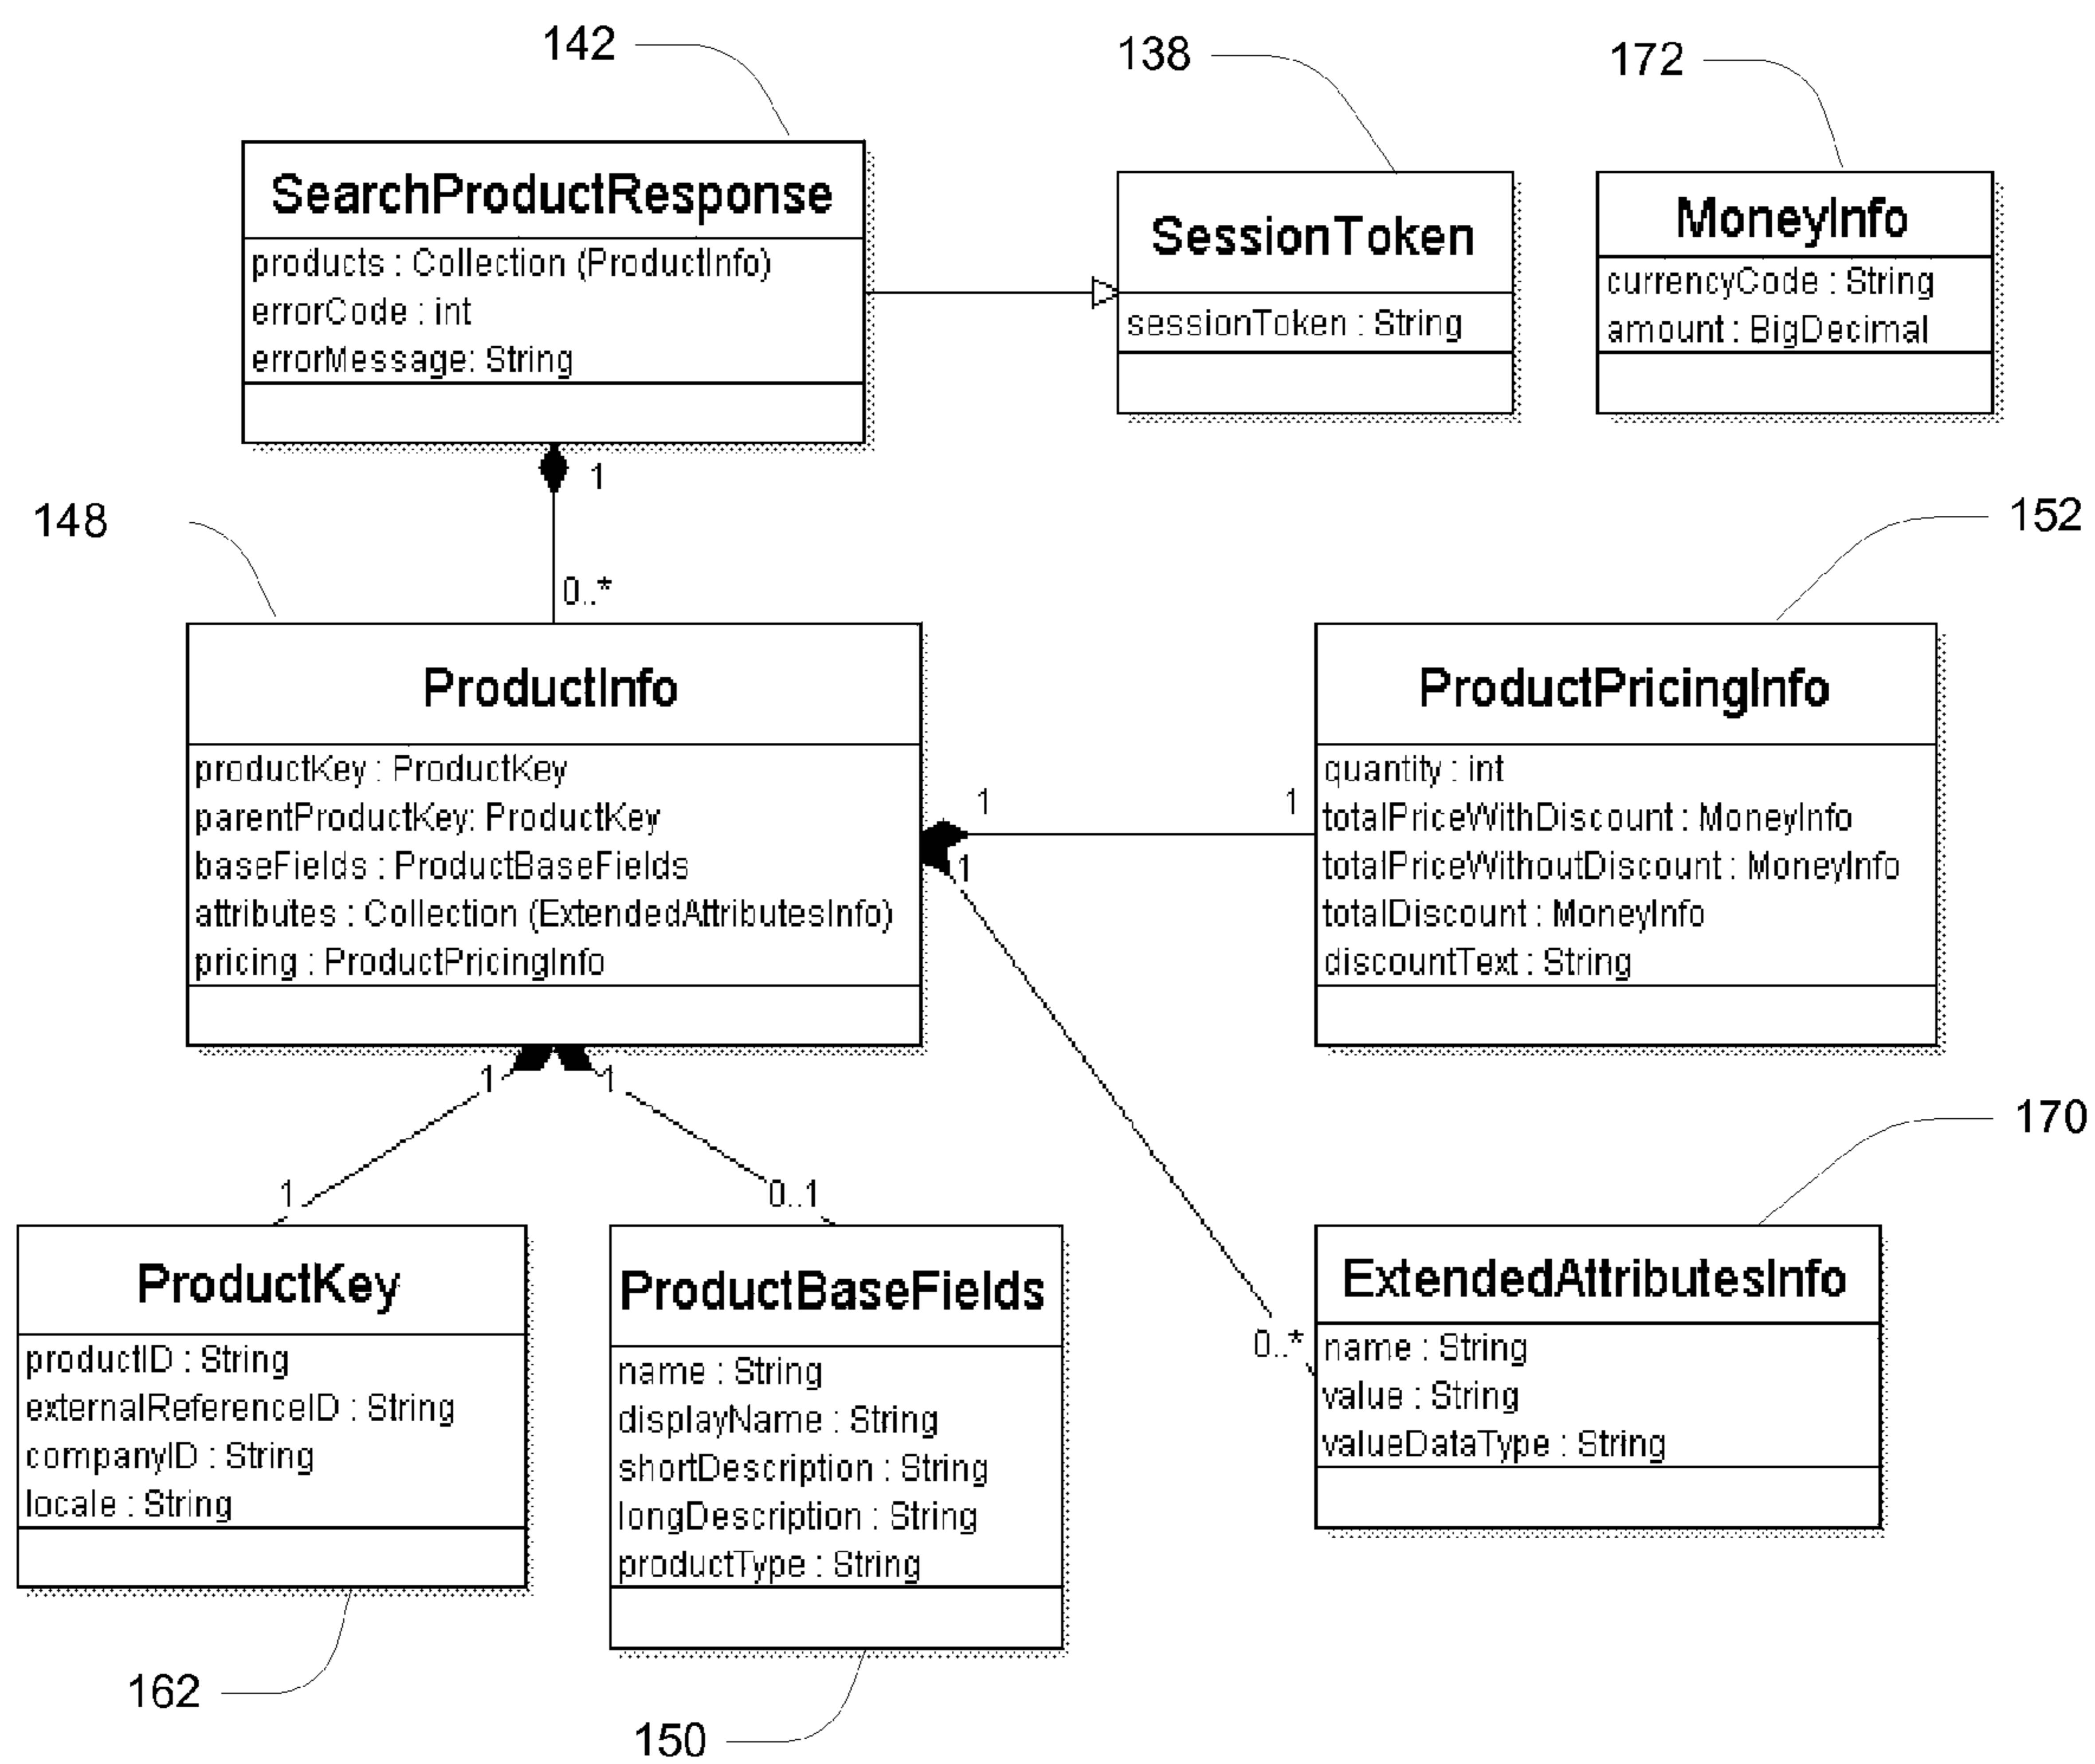 142
138
172
SearchProductResponse
products : Collection (ProductInfo)
errorCode : int
errorMessage: String
SessionToken
sessionToken : String
MoneyInfo
currencyCode : String
amount : BigDecimal
1
0..*
148
152
ProductInfo
productKey : ProductKey
parentProductKey: ProductKey
baseFields : ProductBaseFields
attributes : Collection (ExtendedAttributesInfo)
pricing : ProductPricingInfo
1
1
1
ProductPricingInfo
quantity : int
totalPriceWithDiscount : MoneyInfo
totalPriceWithoutDiscount : MoneyInfo
totalDiscount : MoneyInfo
discountText : String
1
1
170
1
0..1
ProductKey
productID : String
externalReferenceID : String
companyID : String
locale : String
ProductBaseFields
name : String
displayName : String
shortDescription : String
longDescription : String
productType : String
0..*
ExtendedAttributesInfo
name : String
value : String
valueDataType : String
162
150